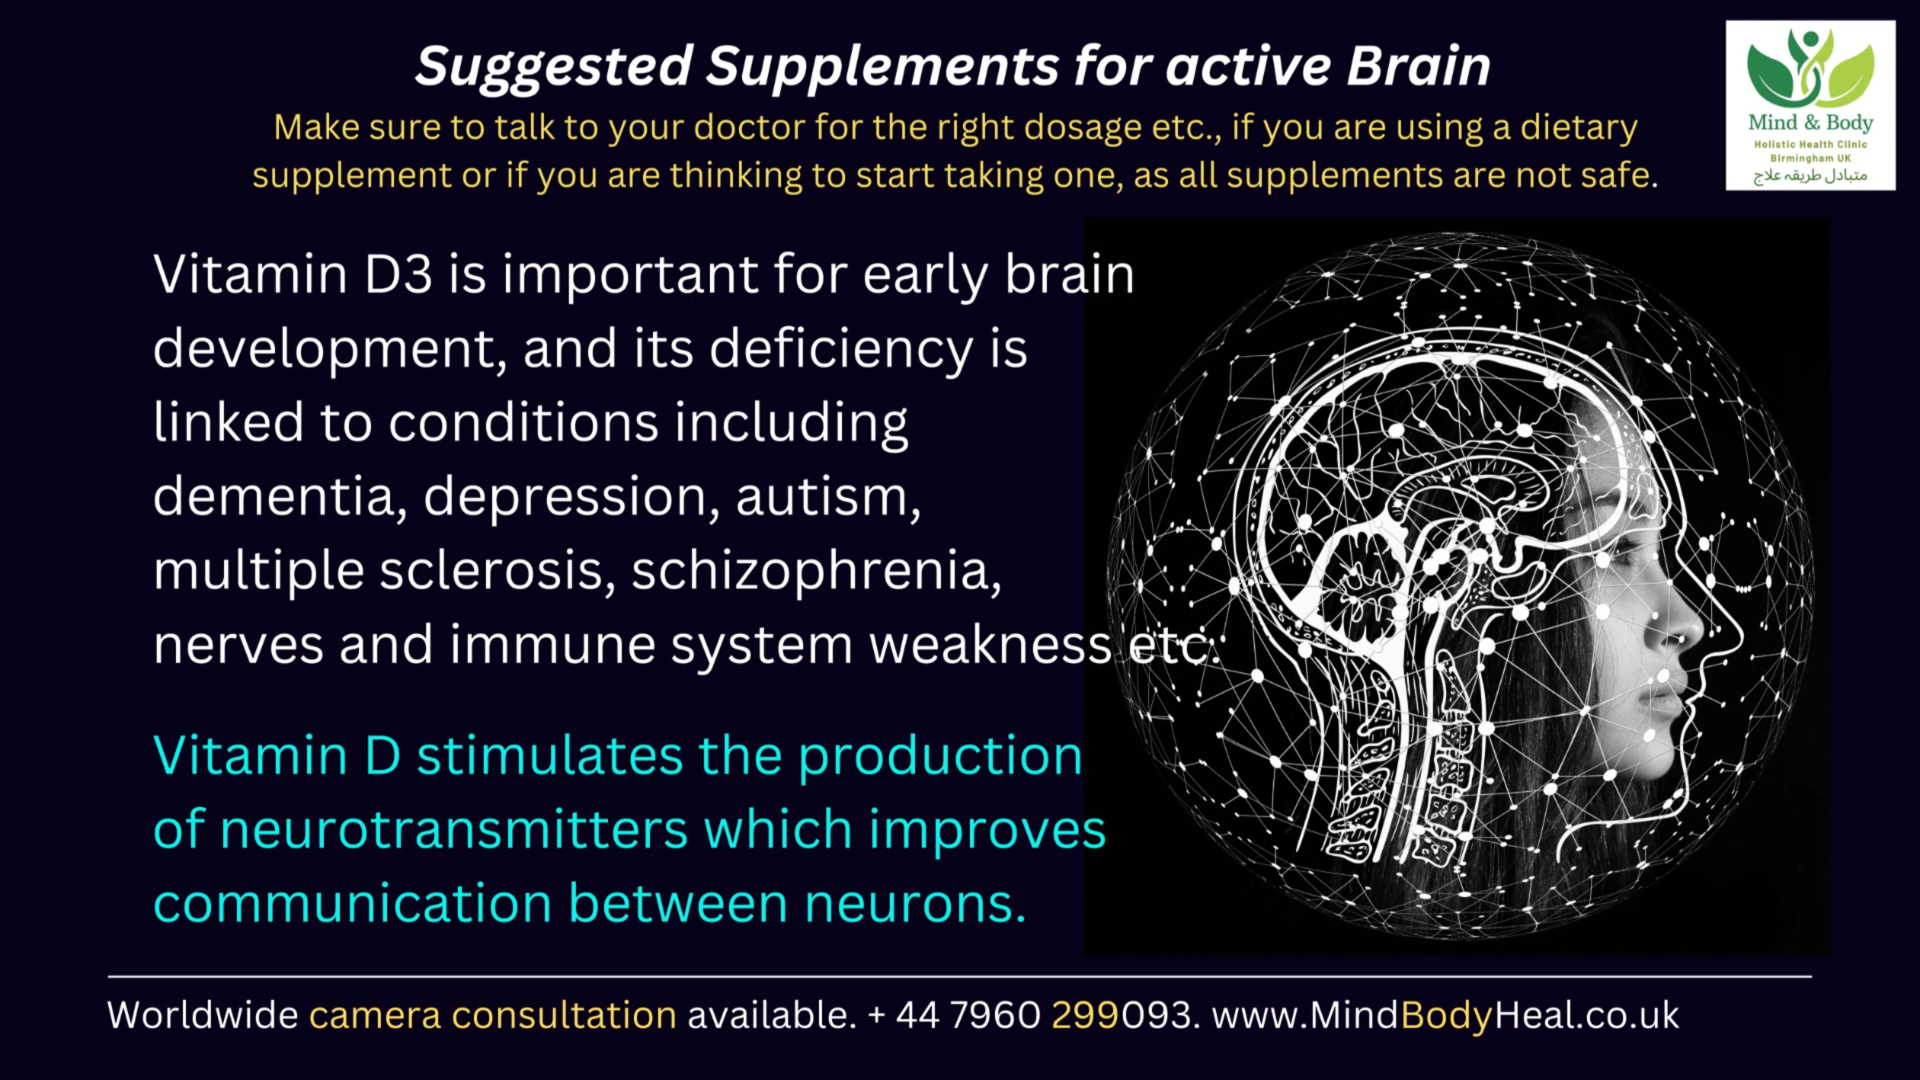 Suggested Supplements for active Brain
Make sure to talk to your doctor for the right dosage etc., if you are using a dietary
supplement or if you are thinking to start taking one, as all supplements are not safe.
Mind & Body
Holistic Health Clinic
Birmingham UK
متبادل طریقہ علاج
Vitamin D3 is important for early brain
development, and its deficiency is
linked to conditions including
dementia, depression, autism,
multiple sclerosis, schizophrenia,
nerves and immune system weakness etc.
Vitamin D stimulates the production
of neurotransmitters which improves
communication between neurons.
Worldwide camera consultation available. + 44 7960 299093. www.MindBodyHeal.co.uk